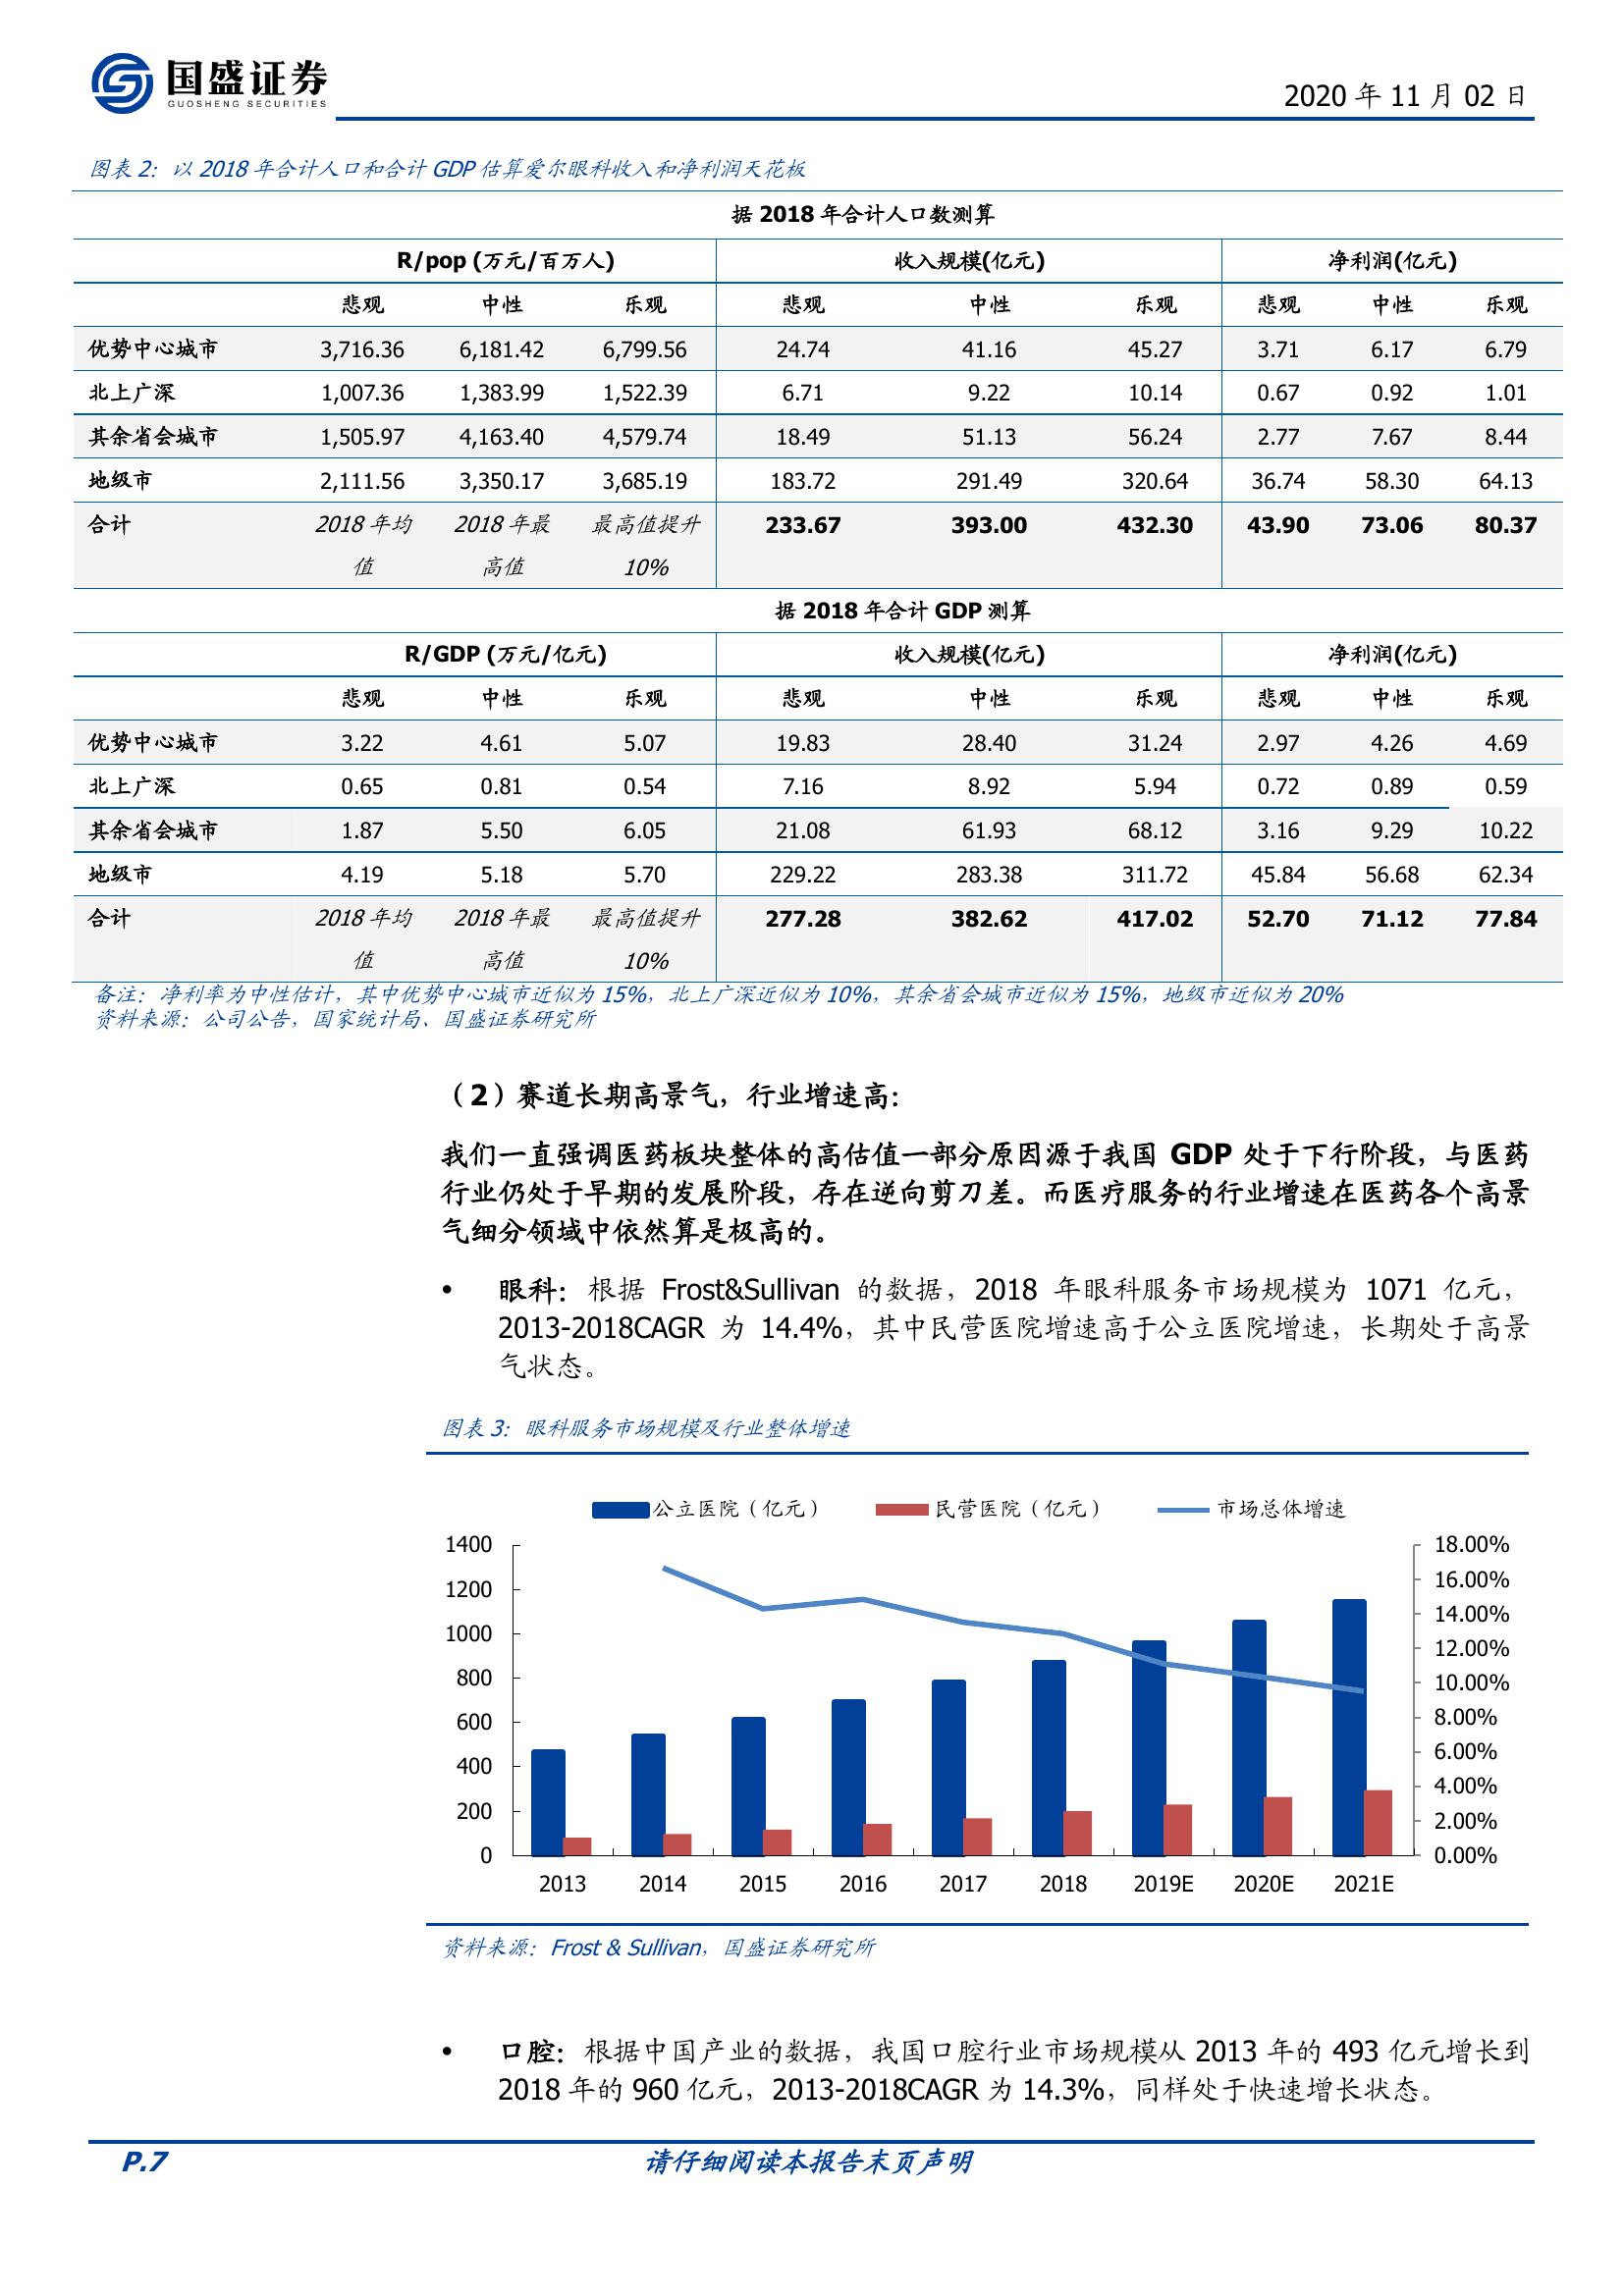 国盛证券
GUOSHENG SECURITIES
2020 年 11 月 02 日
图表 2：以 2018 年合计人口和合计 GDP 估算爱尔眼科收入和净利润天花板
据 2018 年合计人口数测算
R/pop (万元/百万人) 收入规模(亿元) 净利润(亿元)
悲观 中性 乐观 悲观 中性 乐观 悲观 中性 乐观
优势中心城市 3,716.36 6,181.42 6,799.56 24.74 41.16 45.27 3.71 6.17 6.79
北上广深 1,007.36 1,383.99 1,522.39 6.71 9.22 10.14 0.67 0.92 1.01
其余省会城市 1,505.97 4,163.40 4,579.74 18.49 51.13 56.24 2.77 7.67 8.44
地级市 2,111.56 3,350.17 3,685.19 183.72 291.49 320.64 36.74 58.30 64.13
合计 2018 年均 2018 年最 最高值提升 233.67 393.00 432.30 43.90 73.06 80.37
值 高值 10%
据 2018 年合计 GDP 测算
R/GDP (万元/亿元) 收入规模(亿元) 净利润(亿元)
悲观 中性 乐观 悲观 中性 乐观 悲观 中性 乐观
优势中心城市 3.22 4.61 5.07 19.83 28.40 31.24 2.97 4.26 4.69
北上广深 0.65 0.81 0.54 7.16 8.92 5.94 0.72 0.89 0.59
其余省会城市 1.87 5.50 6.05 21.08 61.93 68.12 3.16 9.29 10.22
地级市 4.19 5.18 5.70 229.22 283.38 311.72 45.84 56.68 62.34
合计 2018 年均 2018 年最 最高值提升 277.28 382.62 417.02 52.70 71.12 77.84
值 高值 10%
备注：净利率为中性估计，其中优势中心城市近似为 15%，北上广深近似为 10%，其余省会城市近似为 15%，地级市近似为 20%
资料来源：公司公告，国家统计局、国盛证券研究所
（2）赛道长期高景气，行业增速高：
我们一直强调医药板块整体的高估值一部分原因源于我国 GDP 处于下行阶段，与医药
行业仍处于早期的发展阶段，存在逆向剪刀差。而医疗服务的行业增速在医药各个高景
气细分领域中依然算是极高的。
• 眼科：根据 Frost&Sullivan 的数据，2018 年眼科服务市场规模为 1071 亿元，
2013-2018CAGR 为 14.4%，其中民营医院增速高于公立医院增速，长期处于高景
气状态。
图表 3：眼科服务市场规模及行业整体增速
公立医院（亿元） 民营医院（亿元） 市场总体增速
1400 18.00%
16.00%
1200
14.00%
1000
12.00%
800
10.00%
600 8.00%
6.00%
400
4.00%
200
2.00%
0 0.00%
2013 2014 2015 2016 2017 2018 2019E 2020E 2021E
资料来源：Frost & Sullivan，国盛证券研究所
• 口腔：根据中国产业的数据，我国口腔行业市场规模从 2013 年的 493 亿元增长到
2018 年的 960 亿元，2013-2018CAGR 为 14.3%，同样处于快速增长状态。
P.7 请仔细阅读本报告末页声明